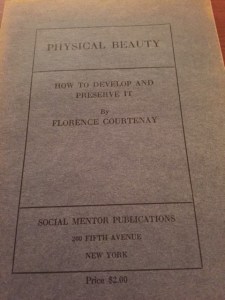 PHYSICAL BEAUTY
HOW TO DEVELOP AND
PRESERVE IT
By
FLORENCE COURTENAY
SOCIAL MENTOR PUBLICATIONS
500 FIFTH AVENUE
NEW YORK
Price $2.00